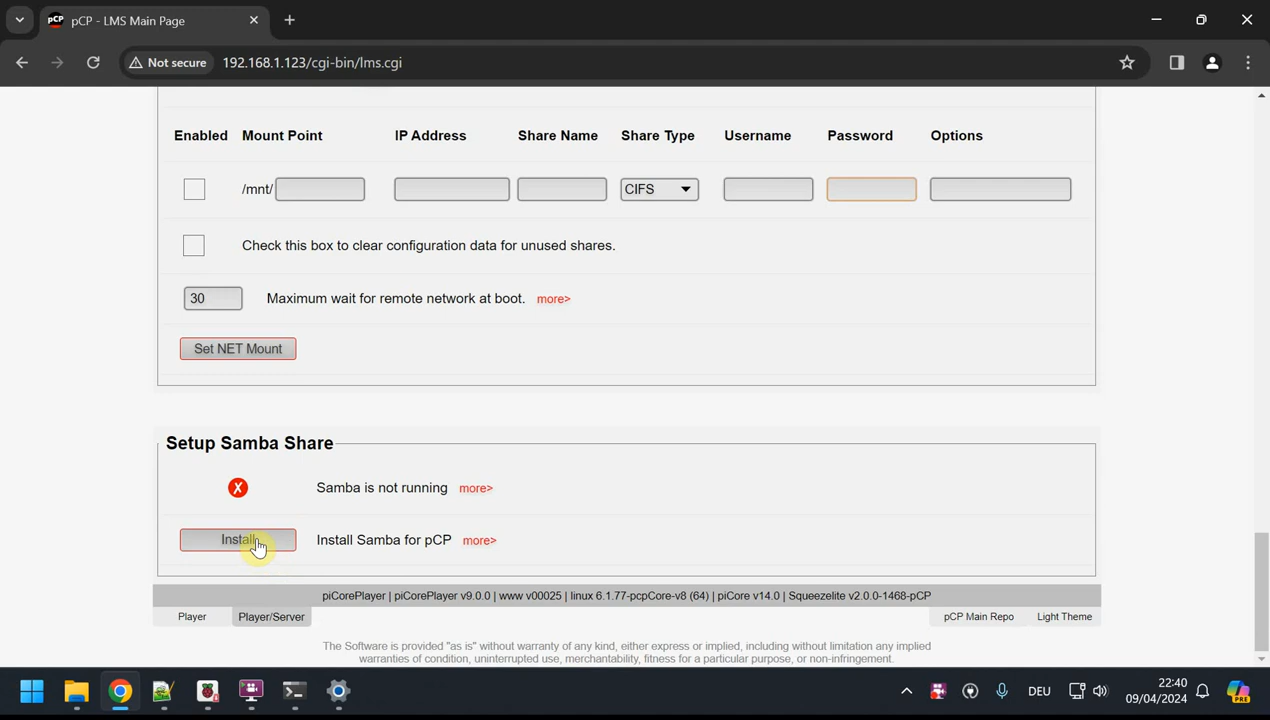 pCP - LMS Main Page
Not secure 192.168.1.123/cgi-bin/lms.cgi
Enabled Mount Point IP Address Share Name Share Type Username Password Options
/mnt/ CIFS
Check this box to clear configuration data for unused shares.
30 Maximum wait for remote network at boot. more>
Set NET Mount
Setup Samba Share
Samba is not running more>
Install Install Samba for pCP more>
piCorePlayer | piCorePlayer v9.0.0 | www v00025 | linux 6.1.77-pcpCore-v8 (64) | piCore v14.0 | Squeezelite v2.0.0-1468-pCP
Player Player/Server pCP Main Repo Light Theme
The Software is provided "as is" without warranty of any kind, either express or implied, including without limitation any implied
warranties of condition, uninterrupted use, merchantability, fitness for a particular purpose, or non-infringement.
DEU 22:40
09/04/2024
PRE